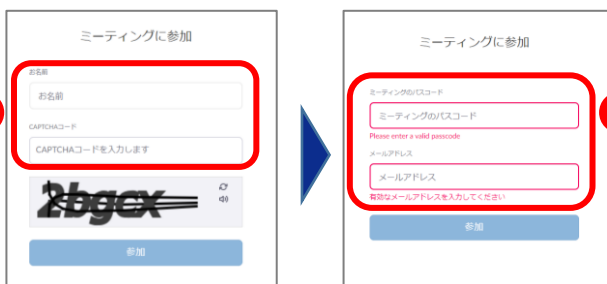 ミーティングに参加
お名前
お名前
CAPTCHAコード
CAPTCHAコードを入力します
2bgcx
参加
ミーティングに参加
ミーティングのパスコード
ミーティングのパスコード
Please enter a valid passcode
メールアドレス
メールアドレス
有効なメールアドレスを入力してください
参加